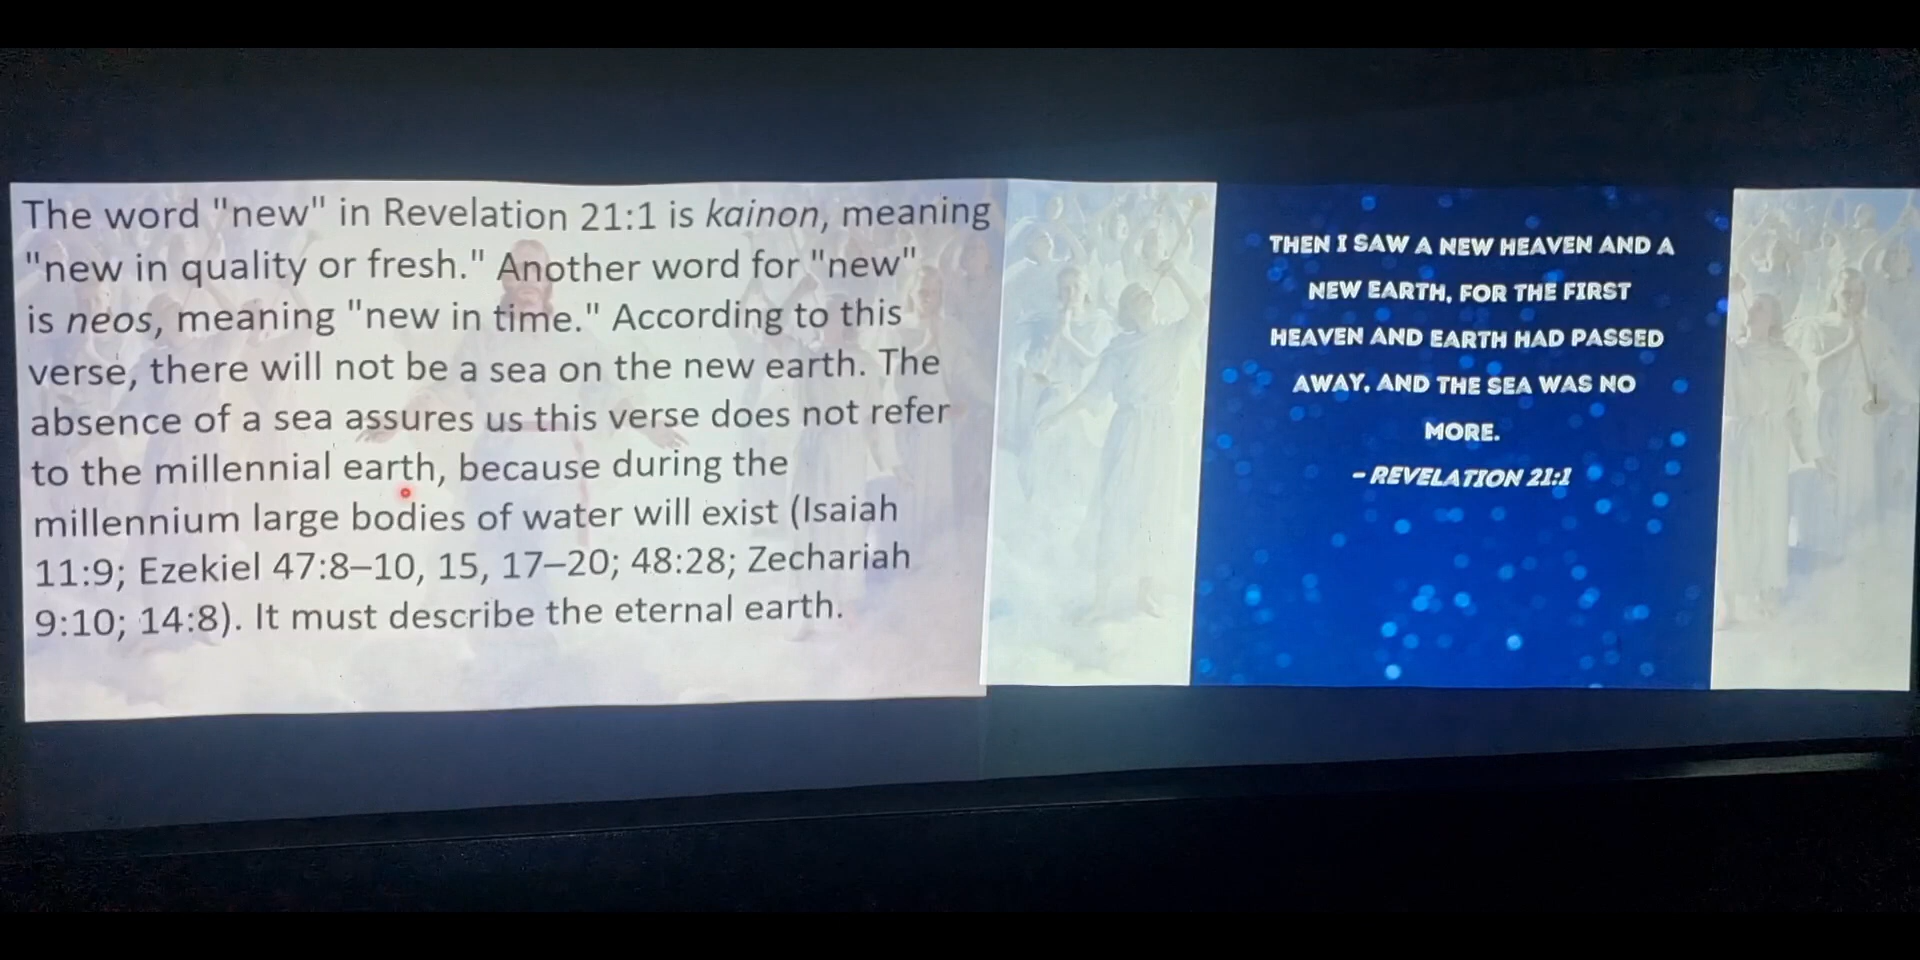 The word "new" in Revelation 21:1 is kainon, meaning
"new in quality or fresh." Another word for "new"
is neos, meaning "new in time." According to this
verse, there will not be a sea on the new earth. The
absence of a sea assures us this verse does not refer
to the millennial earth, because during the
millennium large bodies of water will exist (Isaiah
11:9; Ezekiel 47:8–10, 15, 17–20; 48:28; Zechariah
9:10; 14:8). It must describe the eternal earth.
THEN I SAW A NEW HEAVEN AND A
NEW EARTH, FOR THE FIRST
HEAVEN AND EARTH HAD PASSED
AWAY, AND THE SEA WAS NO
MORE.
– REVELATION 21:1